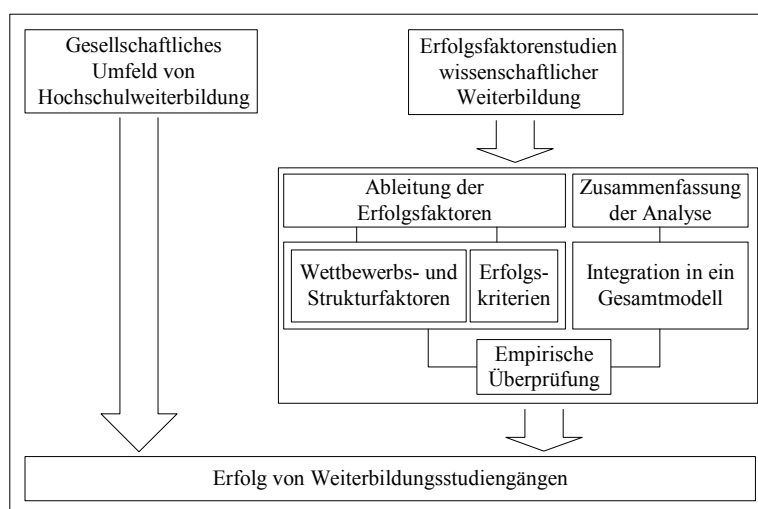 Gesellschaftliches
Umfeld von
Hochschulweiterbildung
Erfolgsfaktorenstudien
wissenschaftlicher
Weiterbildung
Ableitung der
Erfolgsfaktoren
Zusammenfassung
der Analyse
Wettbewerbs- und
Strukturfaktoren
Erfolgs-
kriterien
Integration in ein
Gesamtmodell
Empirische
Überprüfung
Erfolg von Weiterbildungsstudiengängen